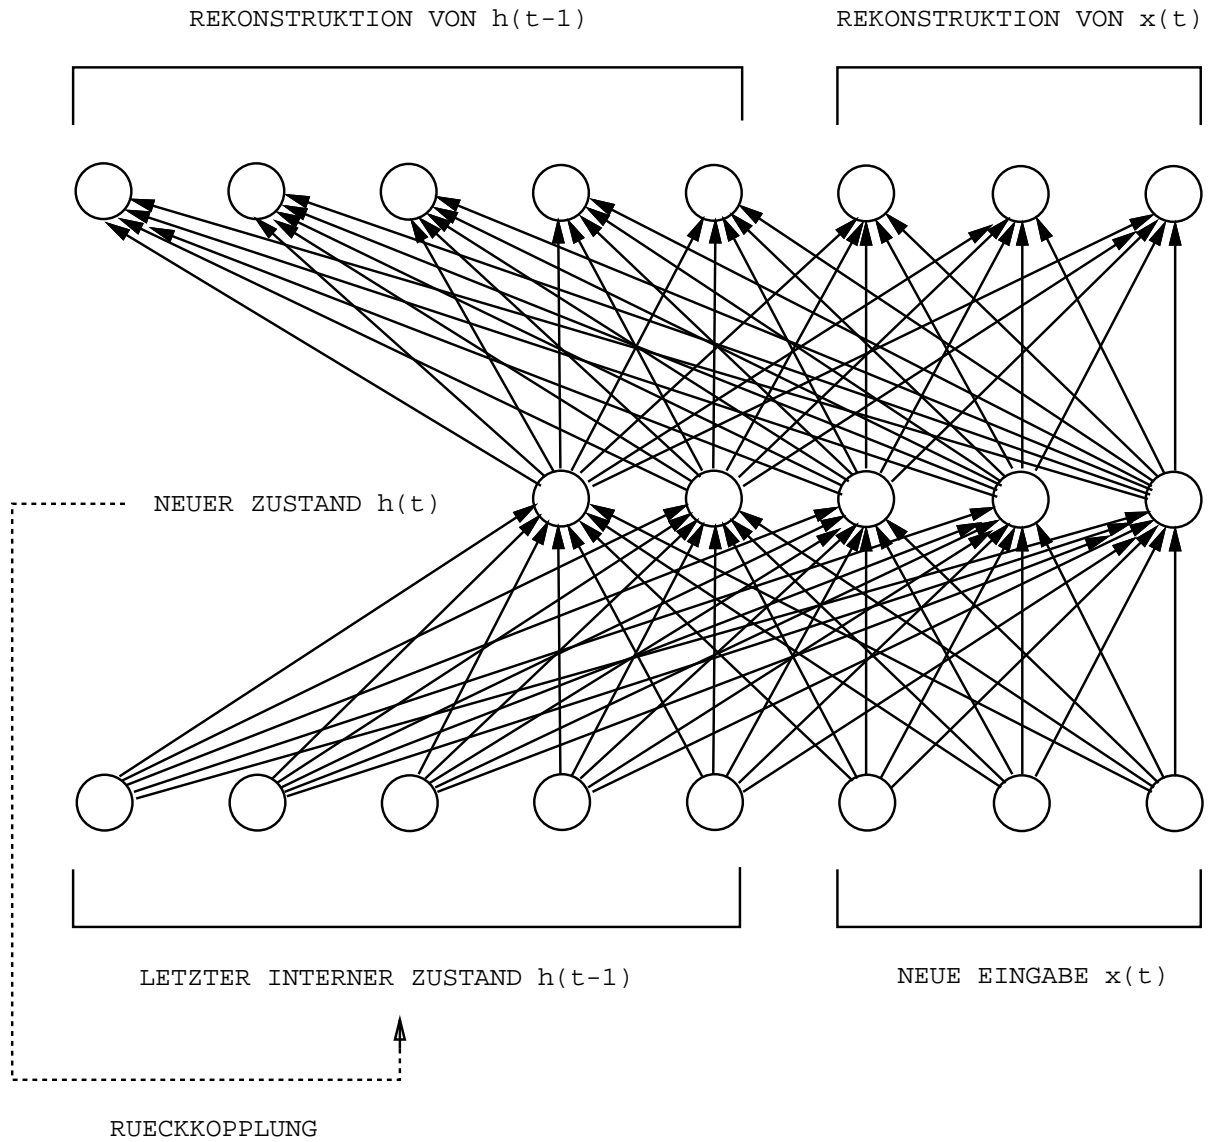 REKONSTRUKTION VON h(t-1)
REKONSTRUKTION VON x(t)
NEUER ZUSTAND h(t)
LETZTER INTERNER ZUSTAND h(t-1)
NEUE EINGABE x(t)
RUECKKOPPLUNG